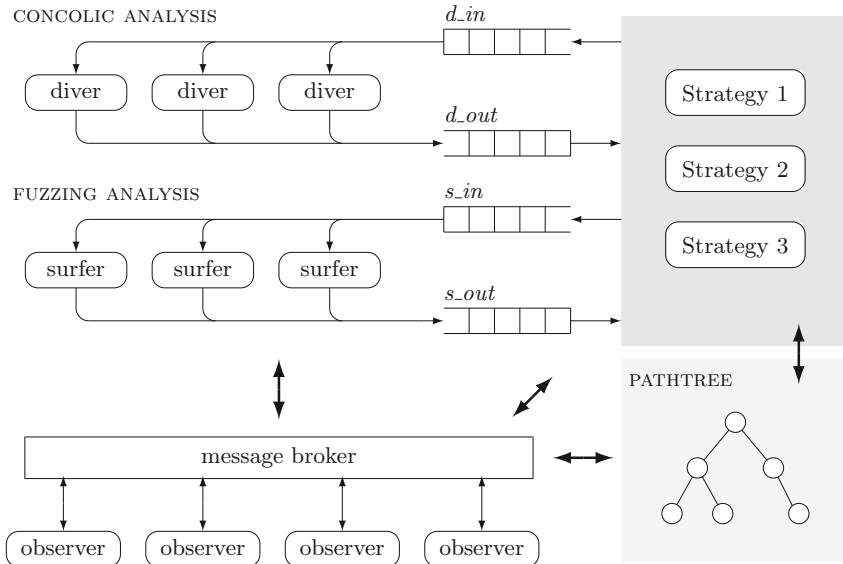 CONCOLIC ANALYSIS
d_in
diver diver diver
d_out
FUZZING ANALYSIS
s_in
surfer surfer surfer
s_out
Strategy 1
Strategy 2
Strategy 3
PATHTREE
message broker
observer observer observer observer